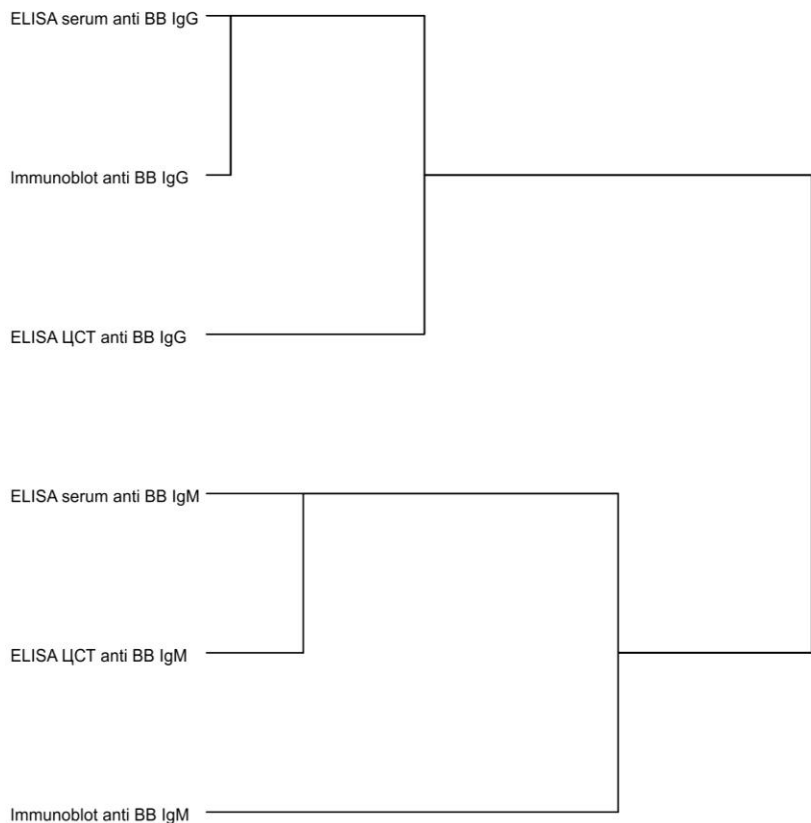 ELISA serum anti BB IgG
Immunoblot anti BB IgG
ELISA ЦСТ anti BB IgG
ELISA serum anti BB IgM
ELISA ЦСТ anti BB IgM
Immunoblot anti BB IgM